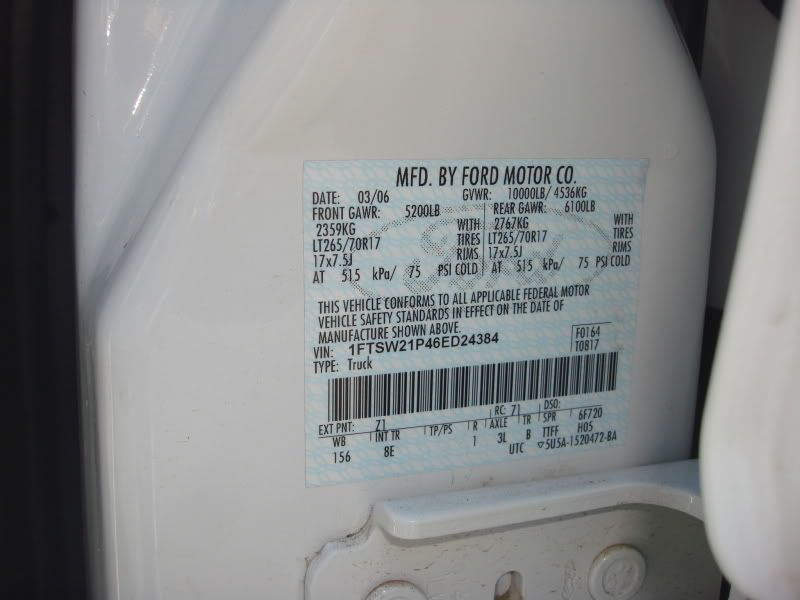 MFD. BY FORD MOTOR CO.
DATE: 03/06 GVWR: 10000LB/ 4536KG
FRONT GAWR: 5200LB REAR GAWR: 6100LB
2359KG WITH 2767KG WITH
LT265/70R17 TIRES LT265/70R17 TIRES
17x7.5J RIMS 17x7.5J RIMS
AT 515 kPa/ 75 PSI COLD AT 515 kPa/ 75 PSI COLD
THIS VEHICLE CONFORMS TO ALL APPLICABLE FEDERAL MOTOR
VEHICLE SAFETY STANDARDS IN EFFECT ON THE DATE OF
MANUFACTURE SHOWN ABOVE.
VIN: 1FTSW21P46ED24384 F0164
TYPE: Truck T0817
EXT PNT: Z1 RC: 71 DSO:
WB INT TR TP/PS R AXLE TR SPR 6F720
156 8E 1 3L B TTFF H05
UTC ▽5U5A-1520472-BA